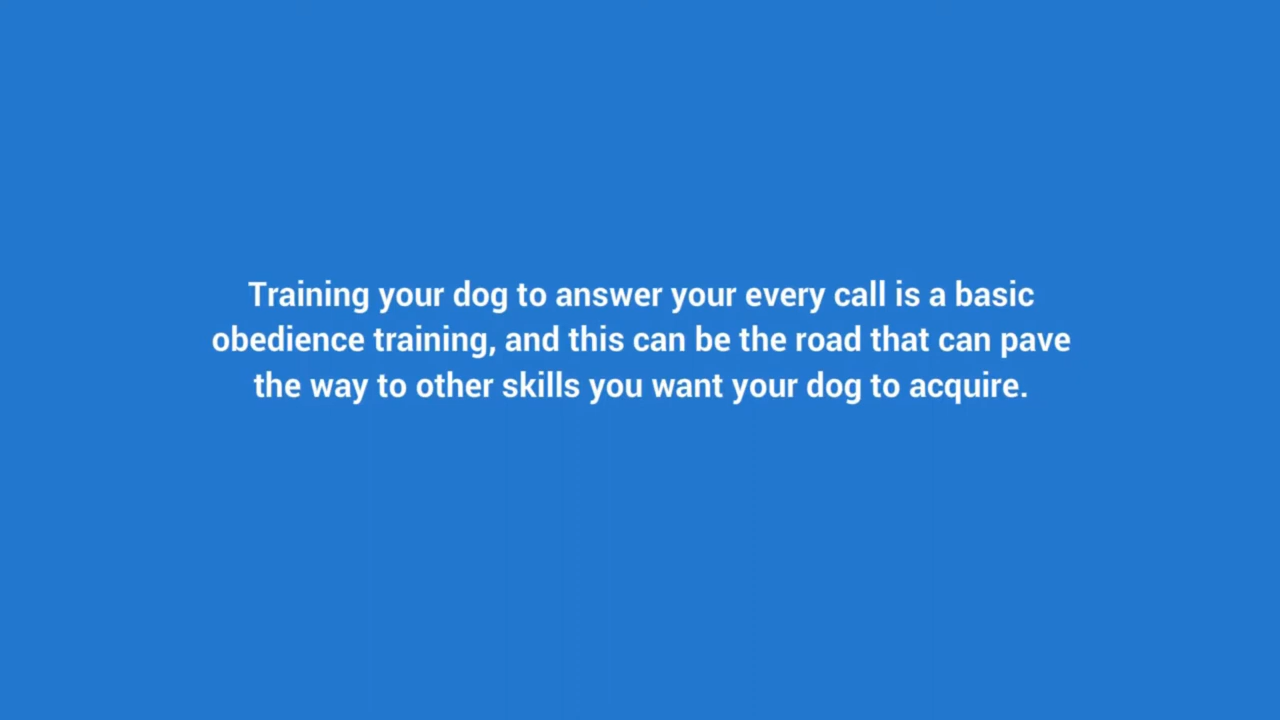 Training your dog to answer your every call is a basic
obedience training, and this can be the road that can pave
the way to other skills you want your dog to acquire.